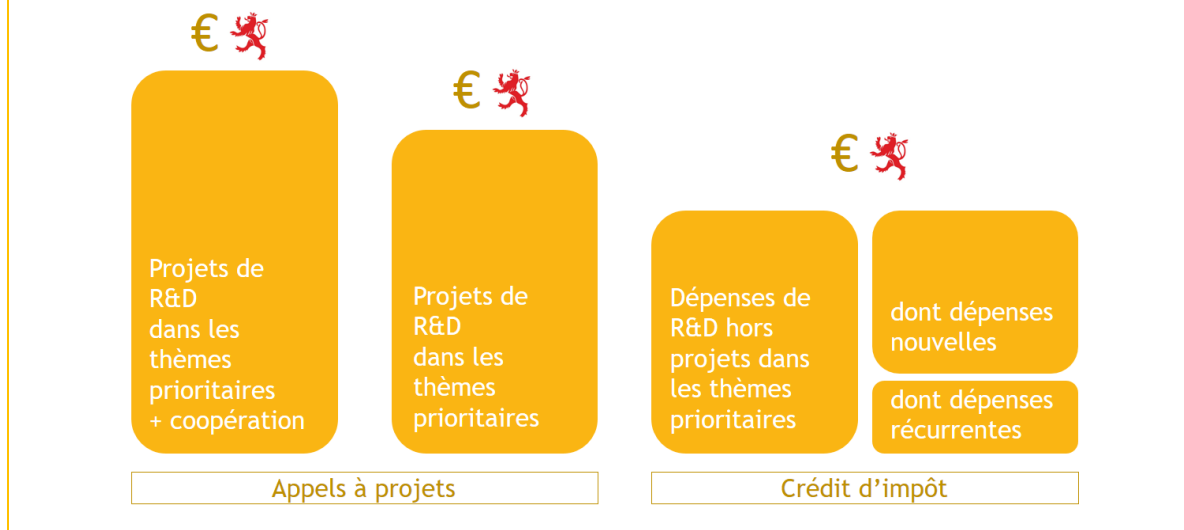 €
Projets de
R&D
dans les
thèmes
prioritaires
+ coopération
€
Projets de
R&D
dans les
thèmes
prioritaires
Appels à projets
€
Dépenses de
R&D hors
projets dans
les thèmes
prioritaires
dont dépenses
nouvelles
dont dépenses
récurrentes
Crédit d’impôt